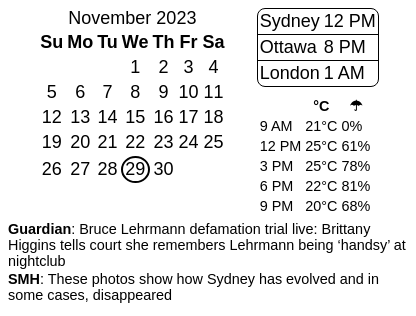 November 2023
Su Mo Tu We Th Fr Sa
1 2 3 4
5 6 7 8 9 10 11
12 13 14 15 16 17 18
19 20 21 22 23 24 25
26 27 28 29 30
Sydney 12 PM
Ottawa 8 PM
London 1 AM
°C ☂
9 AM 21°C 0%
12 PM 25°C 61%
3 PM 25°C 78%
6 PM 22°C 81%
9 PM 20°C 68%
Guardian: Bruce Lehrmann defamation trial live: Brittany
Higgins tells court she remembers Lehrmann being ‘handsy’ at
nightclub
SMH: These photos show how Sydney has evolved and in
some cases, disappeared